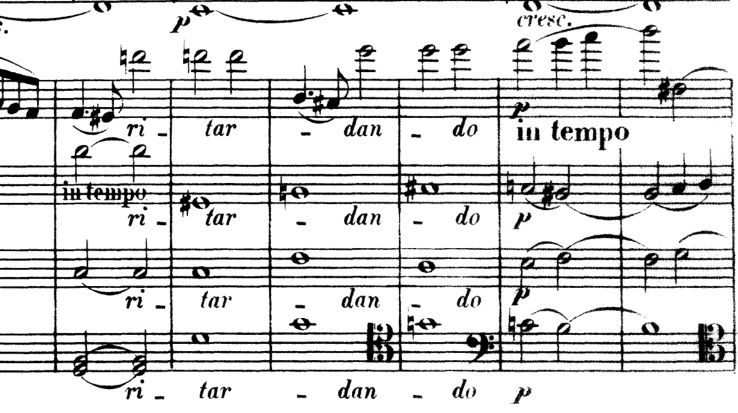 p cresc.
ri - tar - dan - do p in tempo
in tempo
ri - tar - dan - do p
ri - tar - dan - do p
ri - tar - dan - do p